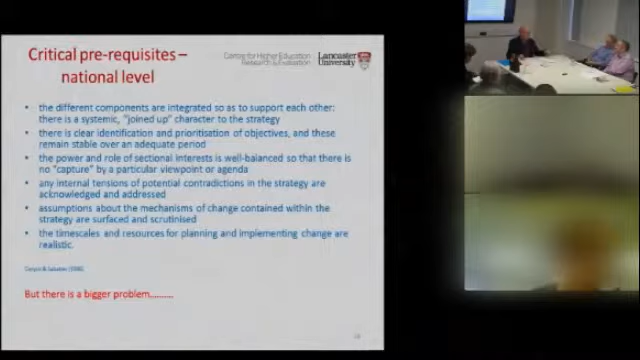 Critical pre-requisites –
national level
Centre for Higher Education
Research & Evaluation
Lancaster
University
• the different components are integrated so as to support each other:
there is a systemic, "joined up" character to the strategy
• there is clear identification and prioritisation of objectives, and these
remain stable over an adequate period
• the power and role of sectional interests is well-balanced so that there is
no "capture" by a particular viewpoint or agenda
• any internal tensions of potential contradictions in the strategy are
acknowledged and addressed
• assumptions about the mechanisms of change contained within the
strategy are surfaced and scrutinised
• the timescales and resources for planning and implementing change are
realistic.
But there is a bigger problem..........